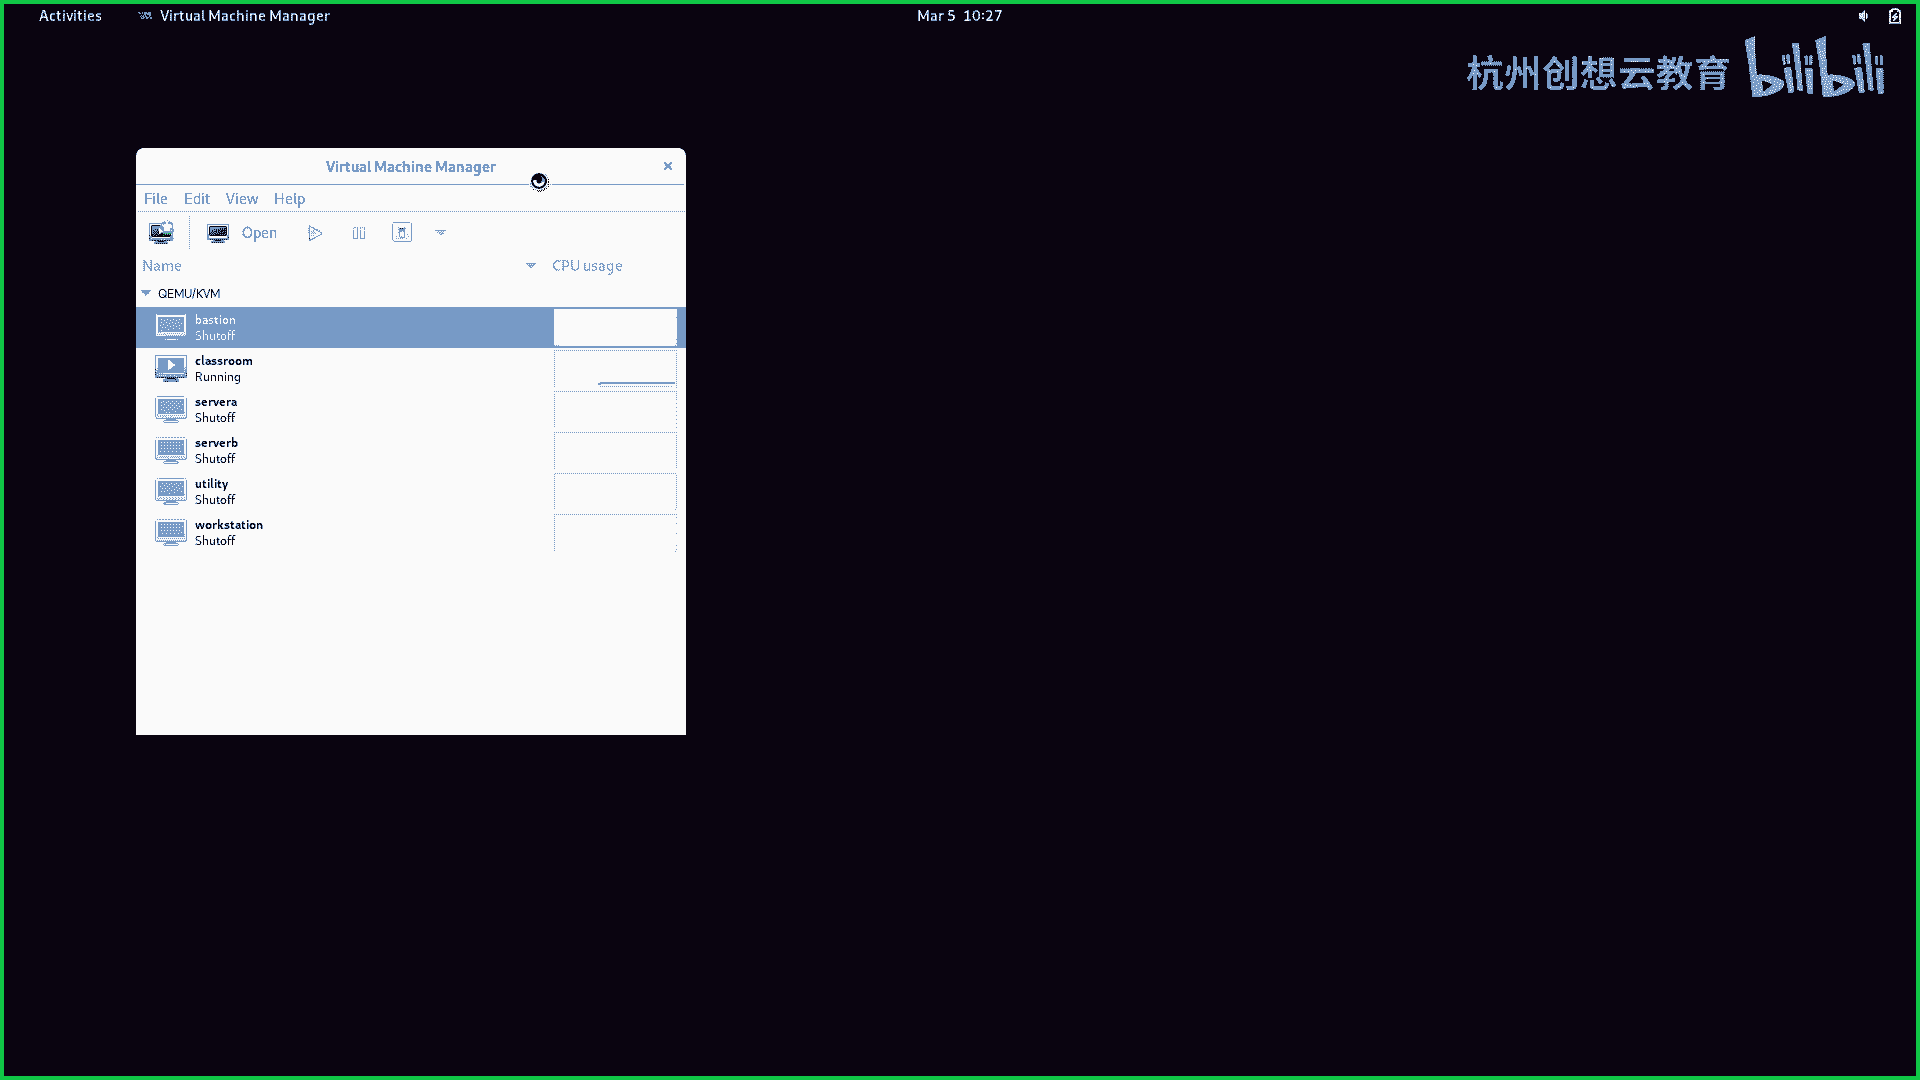 Activities Virtual Machine Manager Mar 5 10:27
杭州创想云教育 bilibili
Virtual Machine Manager
File Edit View Help
Open
Name CPU usage
QEMU/KVM
bastion
Shutoff
classroom
Running
servera
Shutoff
serverb
Shutoff
utility
Shutoff
workstation
Shutoff